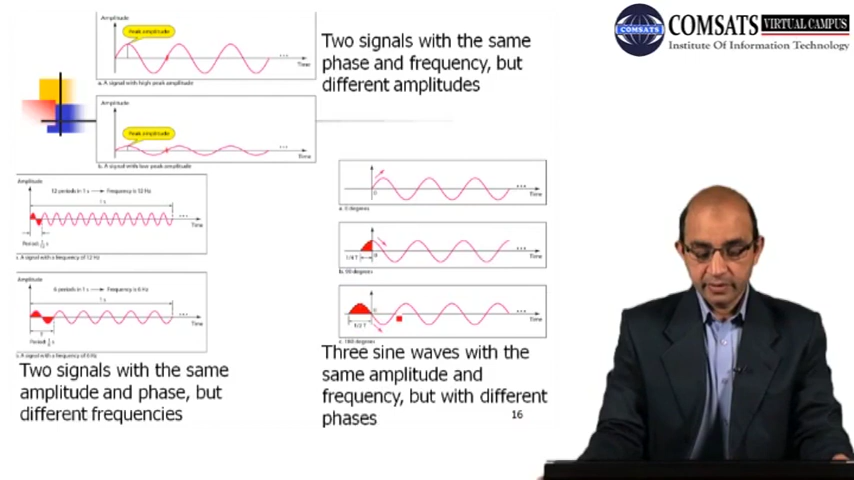 COMSATS VIRTUAL CAMPUS
Institute Of Information Technology
Amplitude
Peak amplitude
Time
a. A signal with high peak amplitude
Two signals with the same
phase and frequency, but
different amplitudes
Amplitude
Peak amplitude
Time
b. A signal with low peak amplitude
Amplitude
12 periods in 1 s → Frequency is 12 Hz
1 s
Time
Period:
a. A signal with a frequency of 12 Hz
Amplitude
6 periods in 1 s → Frequency is 6 Hz
1 s
T
Time
Period:
b. A signal with a frequency of 6 Hz
Two signals with the same
amplitude and phase, but
different frequencies
0
Time
a. 0 degrees
1/4 T
0
Time
b. 90 degrees
0
1/2 T
Time
c. 180 degrees
Three sine waves with the
same amplitude and
frequency, but with different
phases
16